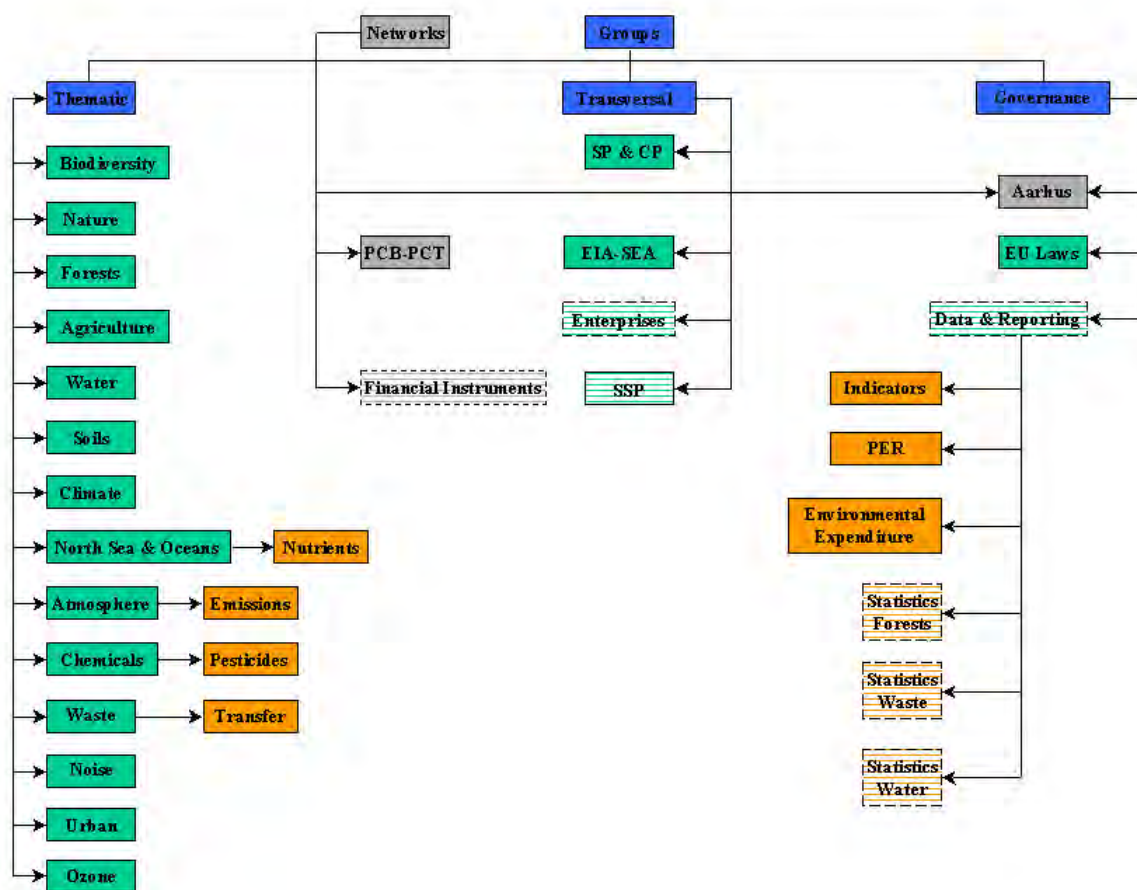 Networks
Groups
Thematic
Transversal
Governance
SP & CP
Biodiversity
Aarhus
Nature
PCB-PCT
EIA-SEA
EU Laws
Forests
Enterprises
Data & Reporting
Agriculture
Water
Financial Instruments
SSP
Indicators
Soils
PER
Climate
Environmental
Expenditure
North Sea & Oceans
Nutrients
Atmosphere
Emissions
Statistics
Forests
Chemicals
Pesticides
Statistics
Waste
Waste
Transfer
Noise
Statistics
Water
Urban
Ozone